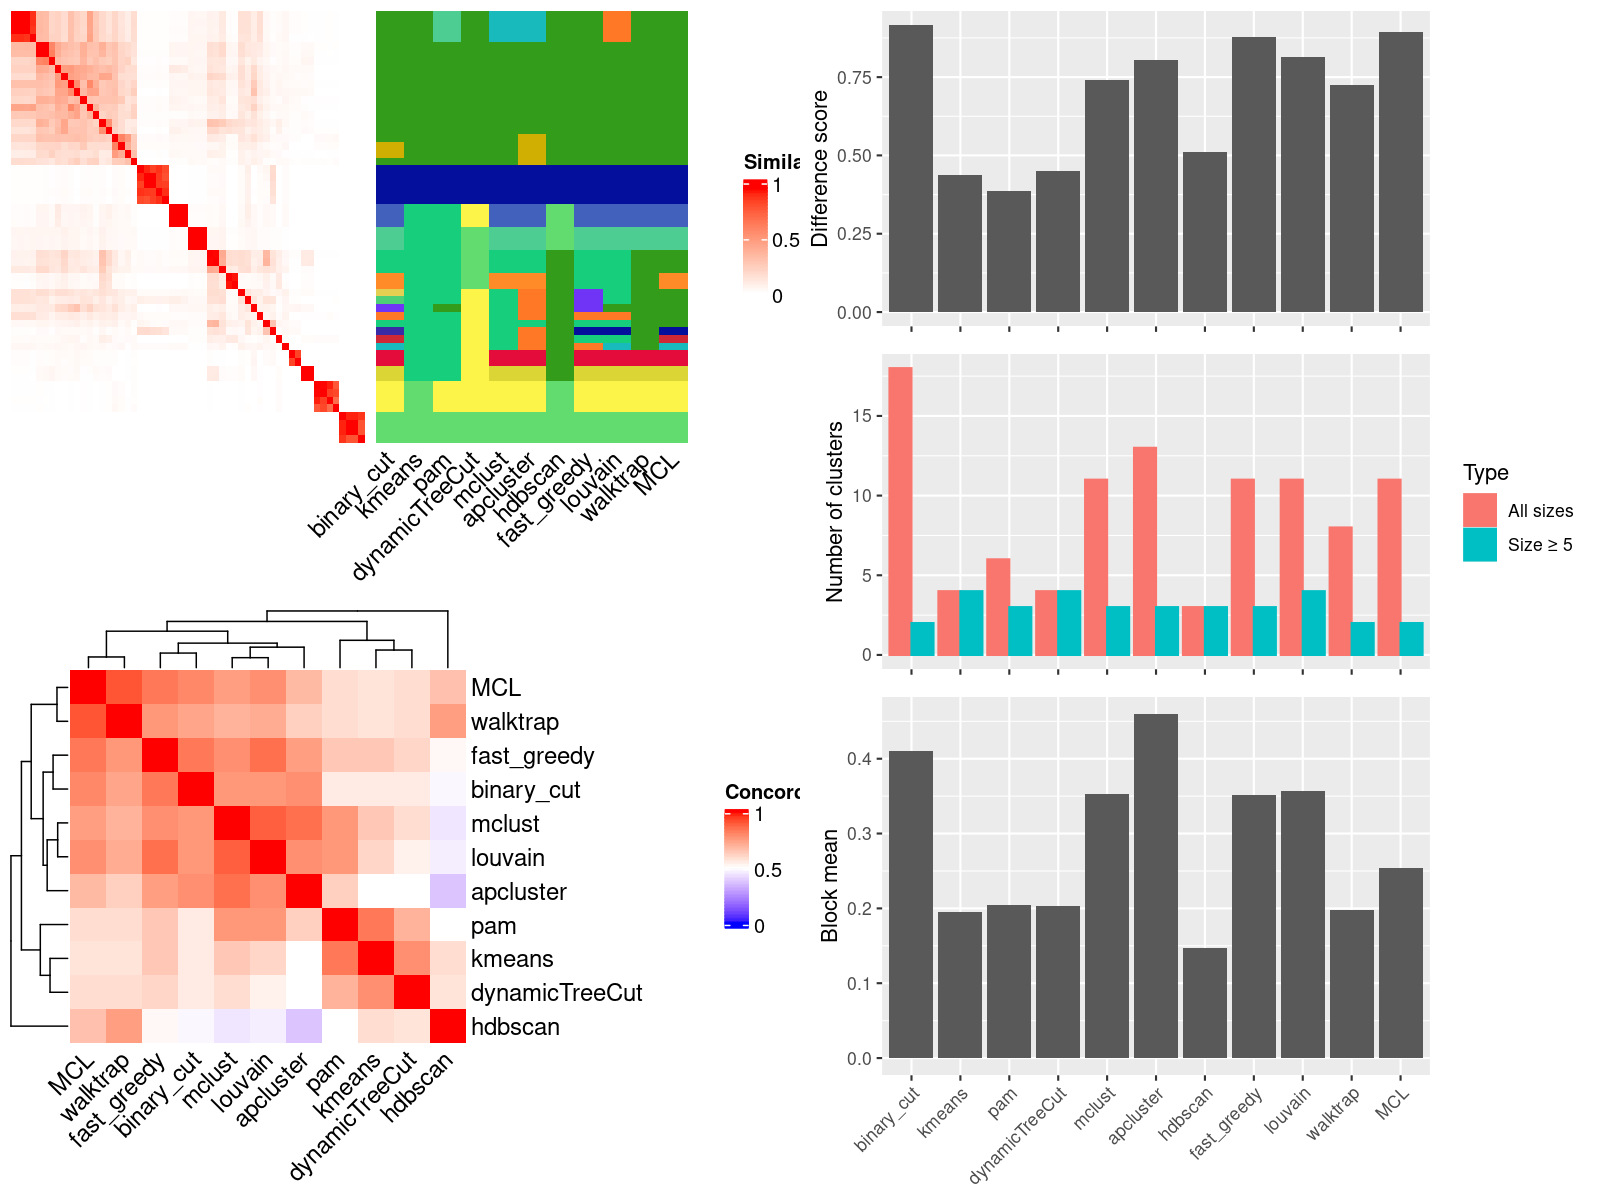 Simila
1
0.5
0
binary_cut
kmeans
pam
dynamicTreeCut
mclust
apcluster
hdbscan
fast_greedy
louvain
walktrap
MCL
MCL
walktrap
fast_greedy
binary_cut
mclust
louvain
apcluster
pam
kmeans
dynamicTreeCut
hdbscan
MCL
walktrap
fast_greedy
binary_cut
mclust
louvain
apcluster
pam
kmeans
dynamicTreeCut
hdbscan
Concord
1
0.5
0
Difference score
0.75
0.50
0.25
0.00
Number of clusters
15
10
5
0
Type
All sizes
Size ≥ 5
Block mean
0.4
0.3
0.2
0.1
0.0
binary_cut
kmeans
pam
dynamicTreeCut
mclust
apcluster
hdbscan
fast_greedy
louvain
walktrap
MCL